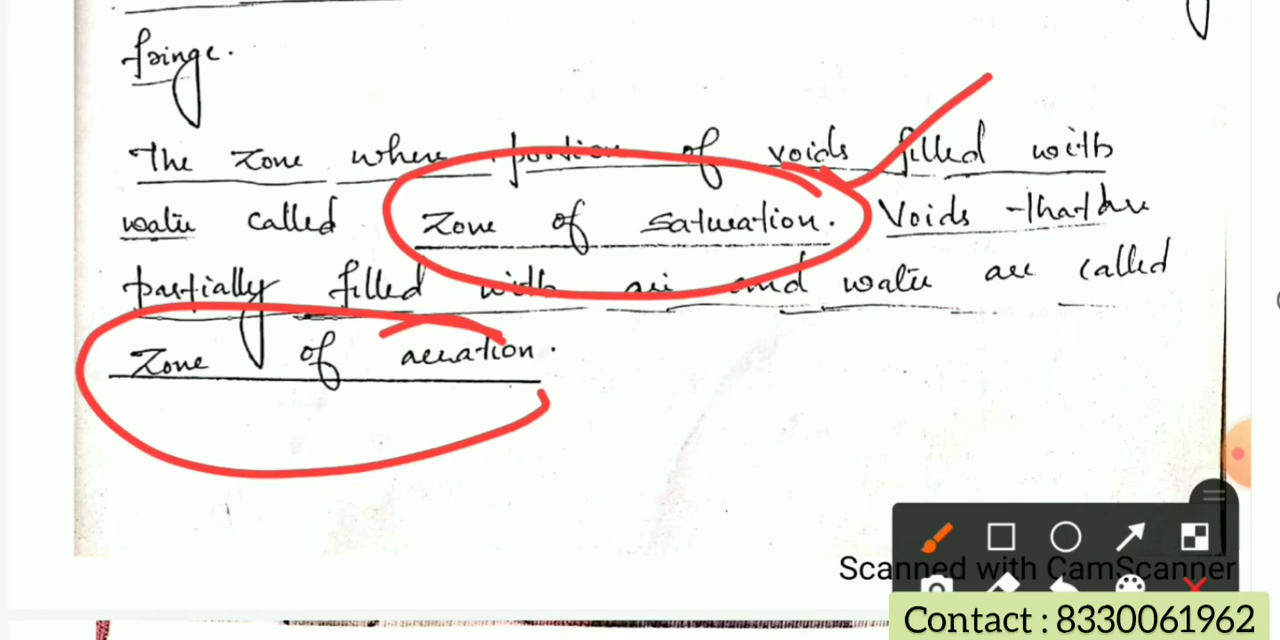 fringe.
The zone where portion of voids filled with
water called zone of saturation. Voids that are
partially filled with air and water are called
zone of aeration.
Scanned with CamScanner
Contact : 8330061962